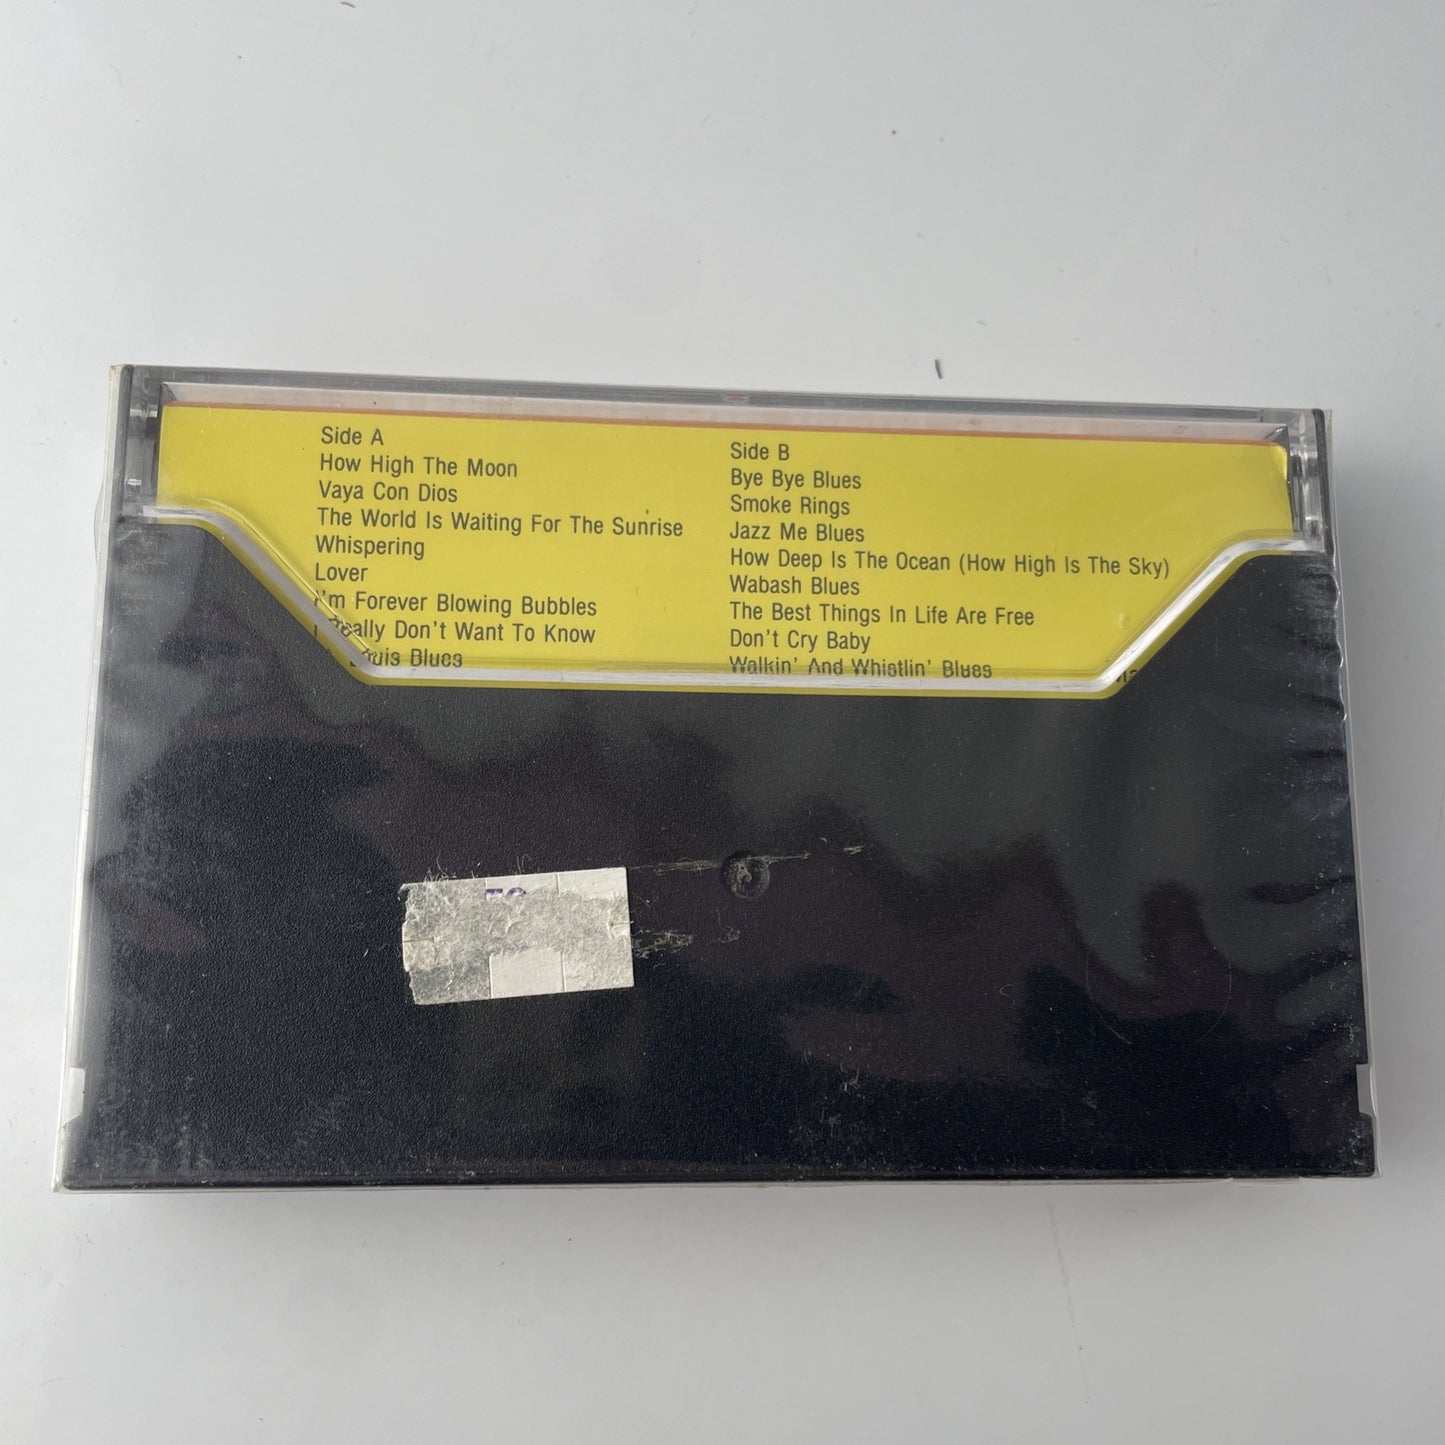 Side A
How High The Moon
Vaya Con Dios
The World Is Waiting For The Sunrise
Whispering
Lover
I'm Forever Blowing Bubbles
I Really Don't Want To Know
Louis Blues
Side B
Bye Bye Blues
Smoke Rings
Jazz Me Blues
How Deep Is The Ocean (How High Is The Sky)
Wabash Blues
The Best Things In Life Are Free
Don't Cry Baby
Walkin' And Whistlin' Blues